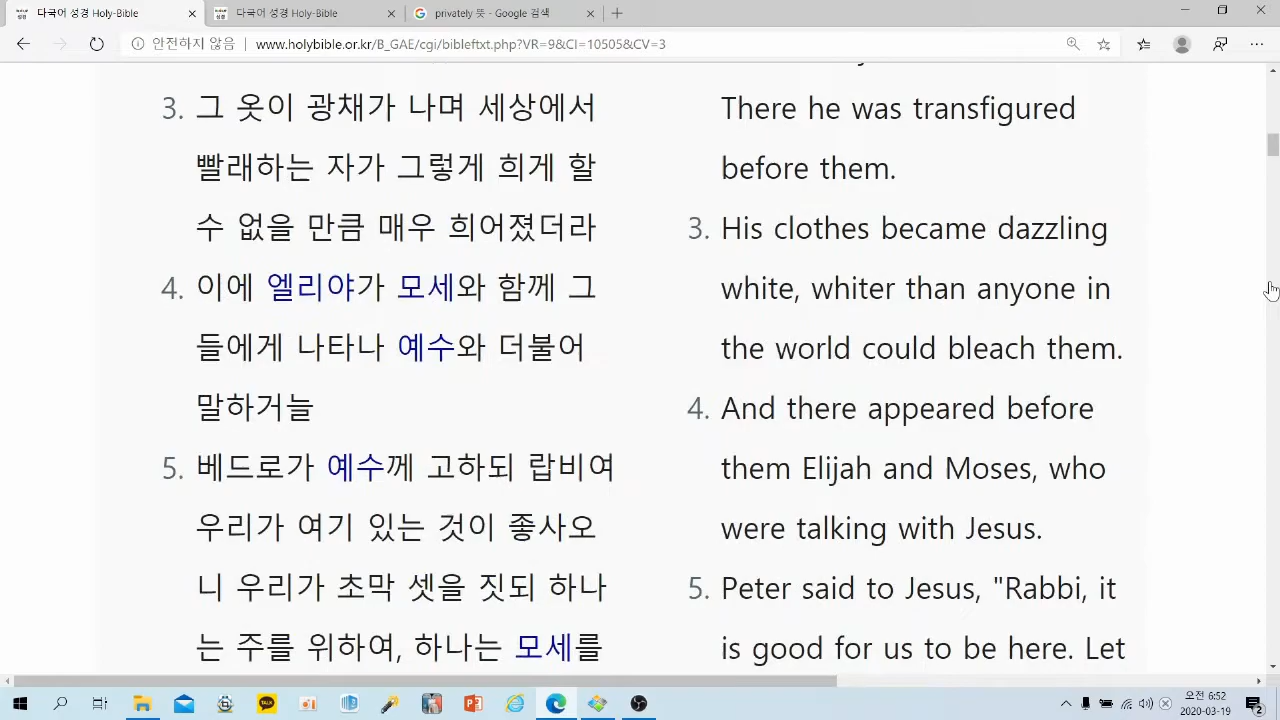 다국어 성경 Holy-Bible
다국어 성경 Holy-Bible
privately 뜻 - Google 검색
안전하지 않음
www.holybible.or.kr/B_GAE/cgi/bibleftxt.php?VR=9&CI=10505&CV=3
3. 그 옷이 광채가 나며 세상에서
빨래하는 자가 그렇게 희게 할
수 없을 만큼 매우 희어졌더라
4. 이에 엘리야가 모세와 함께 그
들에게 나타나 예수와 더불어
말하거늘
5. 베드로가 예수께 고하되 랍비여
우리가 여기 있는 것이 좋사오
니 우리가 초막 셋을 짓되 하나
는 주를 위하여, 하나는 모세를
There he was transfigured
before them.
3. His clothes became dazzling
white, whiter than anyone in
the world could bleach them.
4. And there appeared before
them Elijah and Moses, who
were talking with Jesus.
5. Peter said to Jesus, "Rabbi, it
is good for us to be here. Let
TALK
오전 6:52
2020-03-19
2